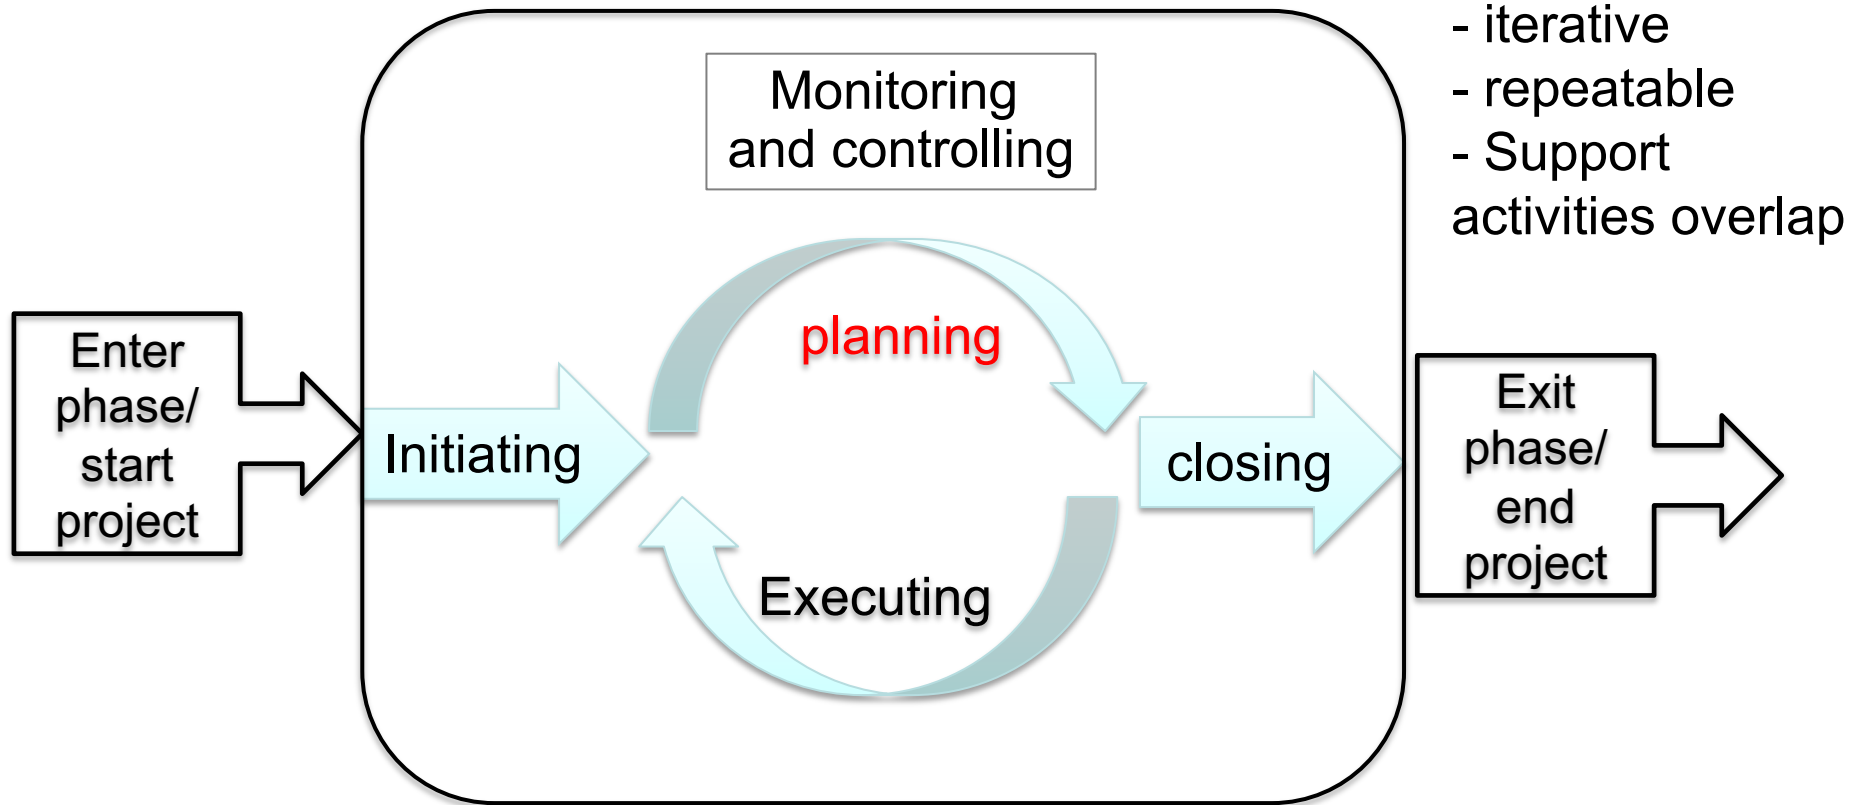 - iterative
- repeatable
- Support
activities overlap
Monitoring
and controlling
planning
Enter
phase/
start
project
Initiating
closing
Exit
phase/
end
project
Executing